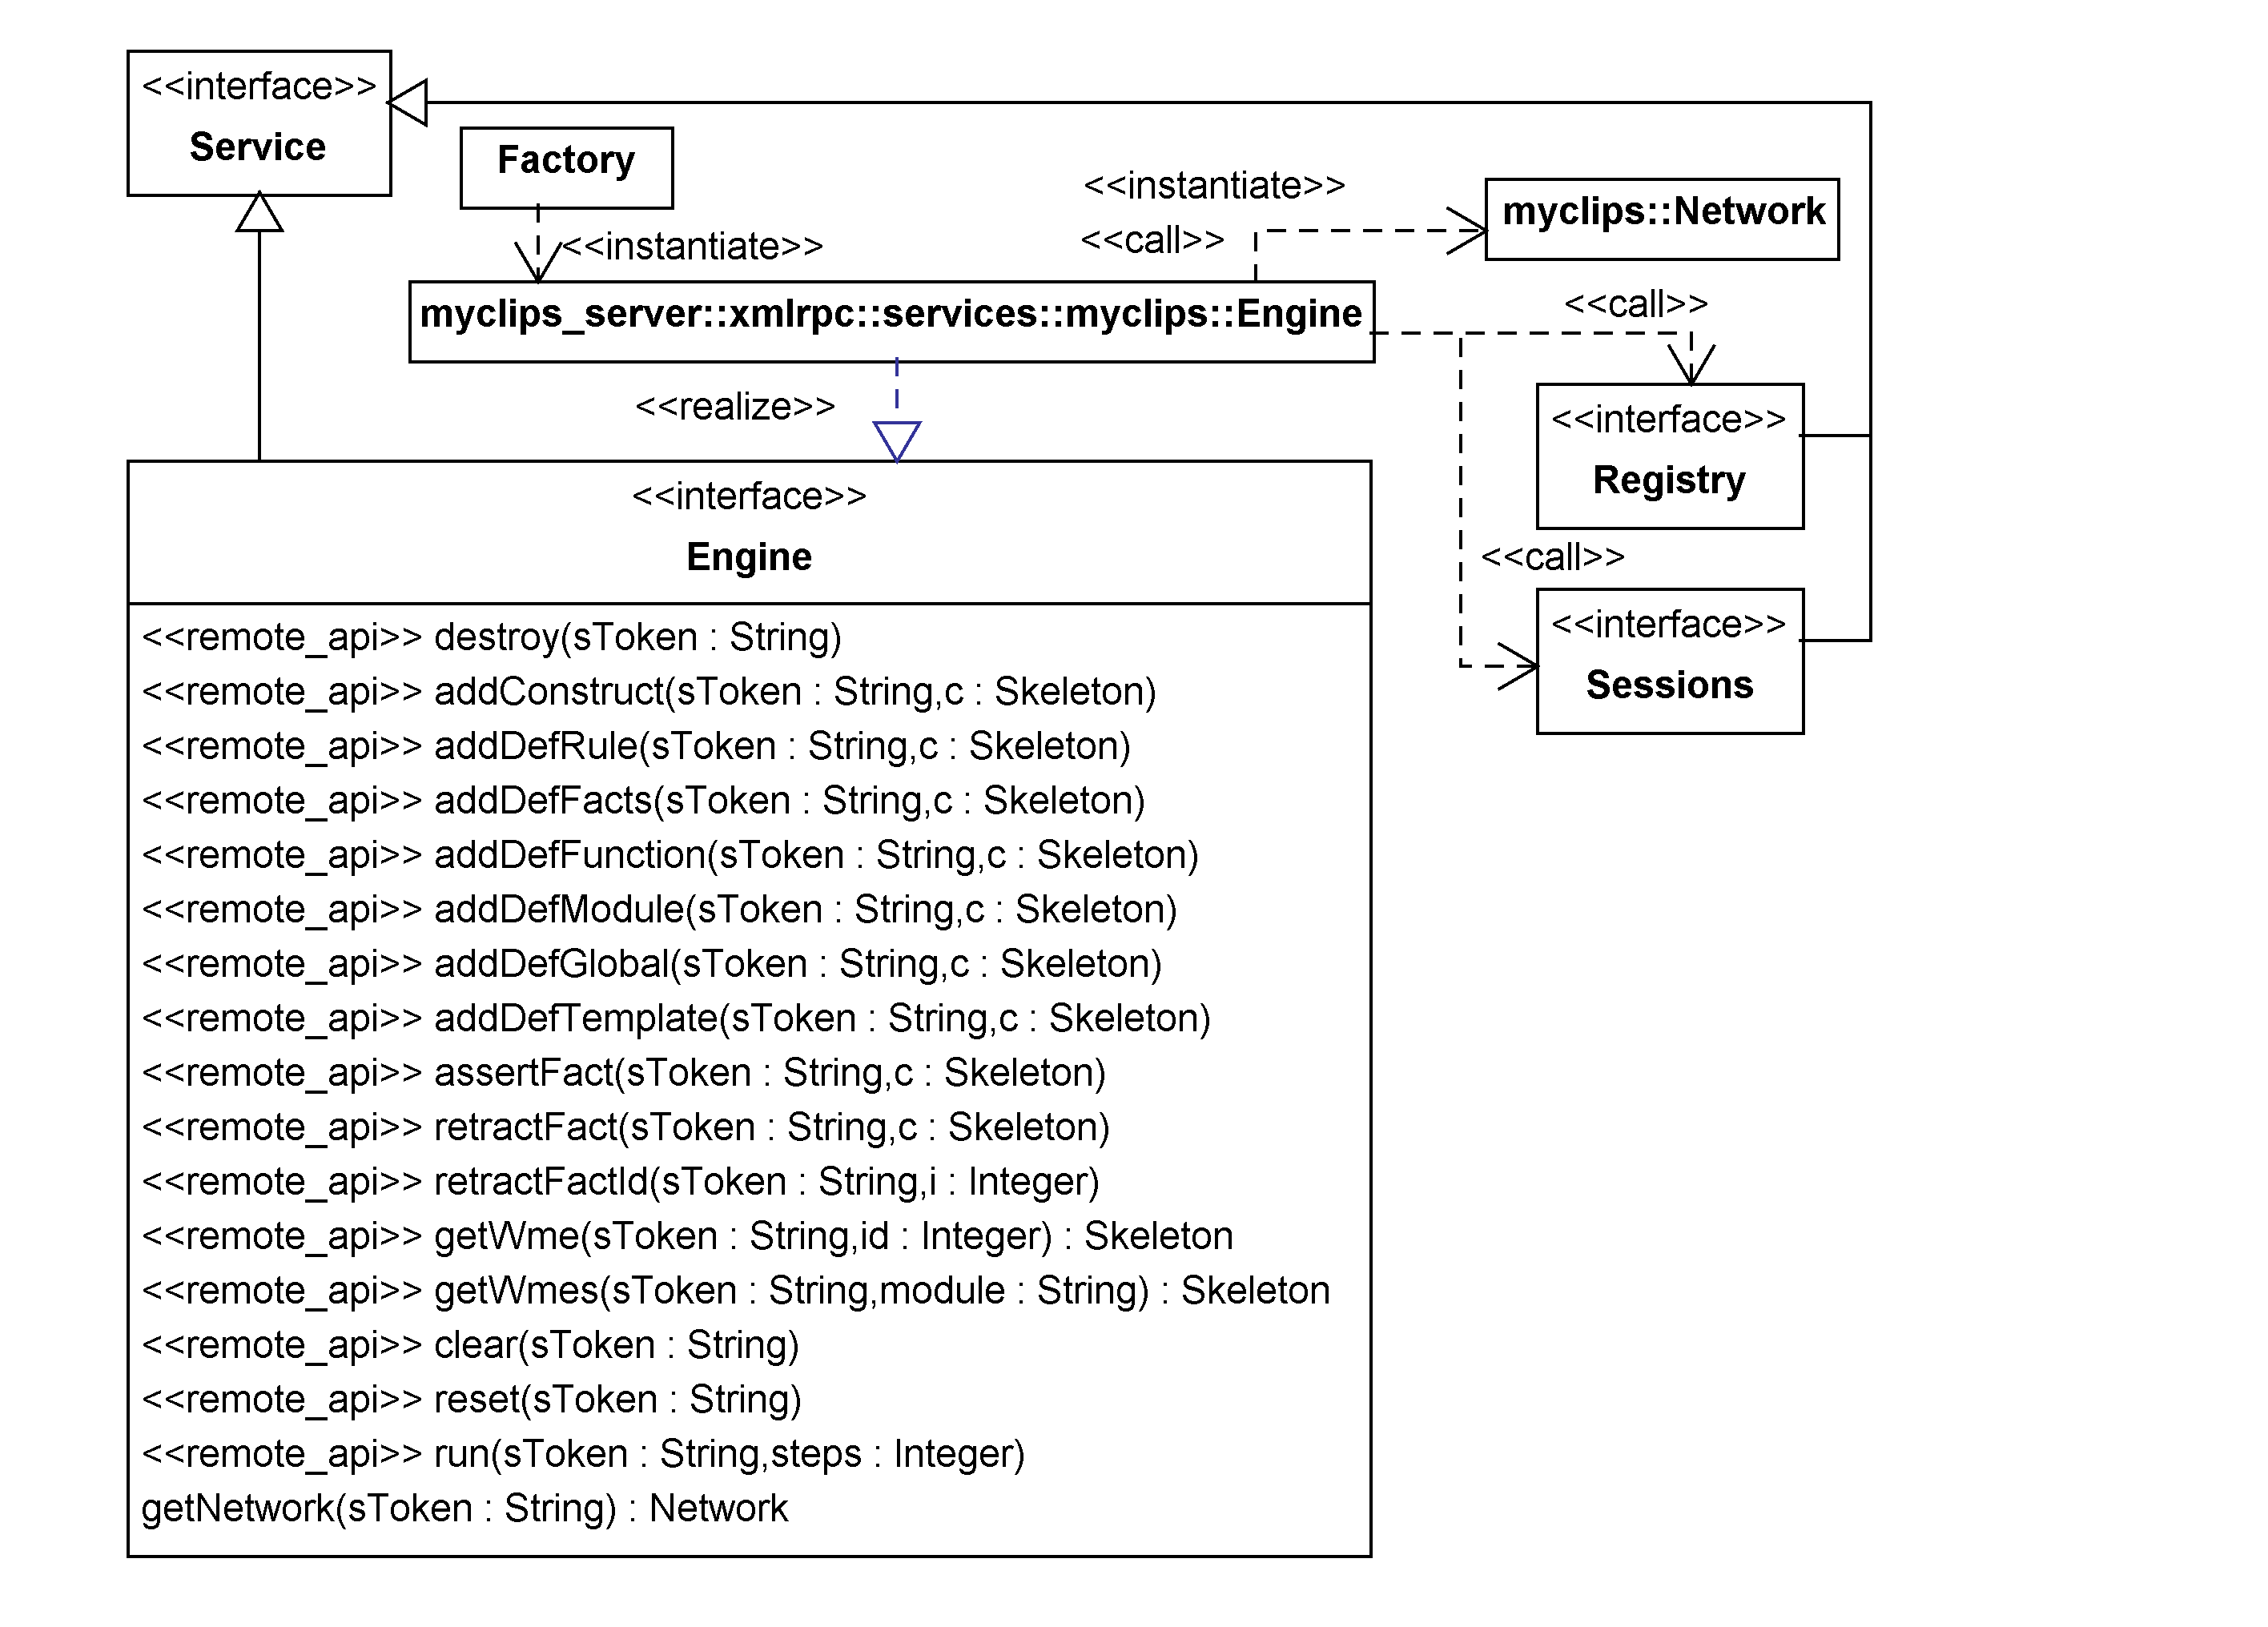 <<interface>>
Service
Factory
<<instantiate>>
<<instantiate>>
<<call>>
myclips::Network
myclips_server::xmlrpc::services::myclips::Engine
<<call>>
<<realize>>
<<interface>>
Registry
<<call>>
<<interface>>
Sessions
<<interface>>
Engine
<<remote_api>> destroy(sToken : String)
<<remote_api>> addConstruct(sToken : String,c : Skeleton)
<<remote_api>> addDefRule(sToken : String,c : Skeleton)
<<remote_api>> addDefFacts(sToken : String,c : Skeleton)
<<remote_api>> addDefFunction(sToken : String,c : Skeleton)
<<remote_api>> addDefModule(sToken : String,c : Skeleton)
<<remote_api>> addDefGlobal(sToken : String,c : Skeleton)
<<remote_api>> addDefTemplate(sToken : String,c : Skeleton)
<<remote_api>> assertFact(sToken : String,c : Skeleton)
<<remote_api>> retractFact(sToken : String,c : Skeleton)
<<remote_api>> retractFactId(sToken : String,i : Integer)
<<remote_api>> getWme(sToken : String,id : Integer) : Skeleton
<<remote_api>> getWmes(sToken : String,module : String) : Skeleton
<<remote_api>> clear(sToken : String)
<<remote_api>> reset(sToken : String)
<<remote_api>> run(sToken : String,steps : Integer)
getNetwork(sToken : String) : Network